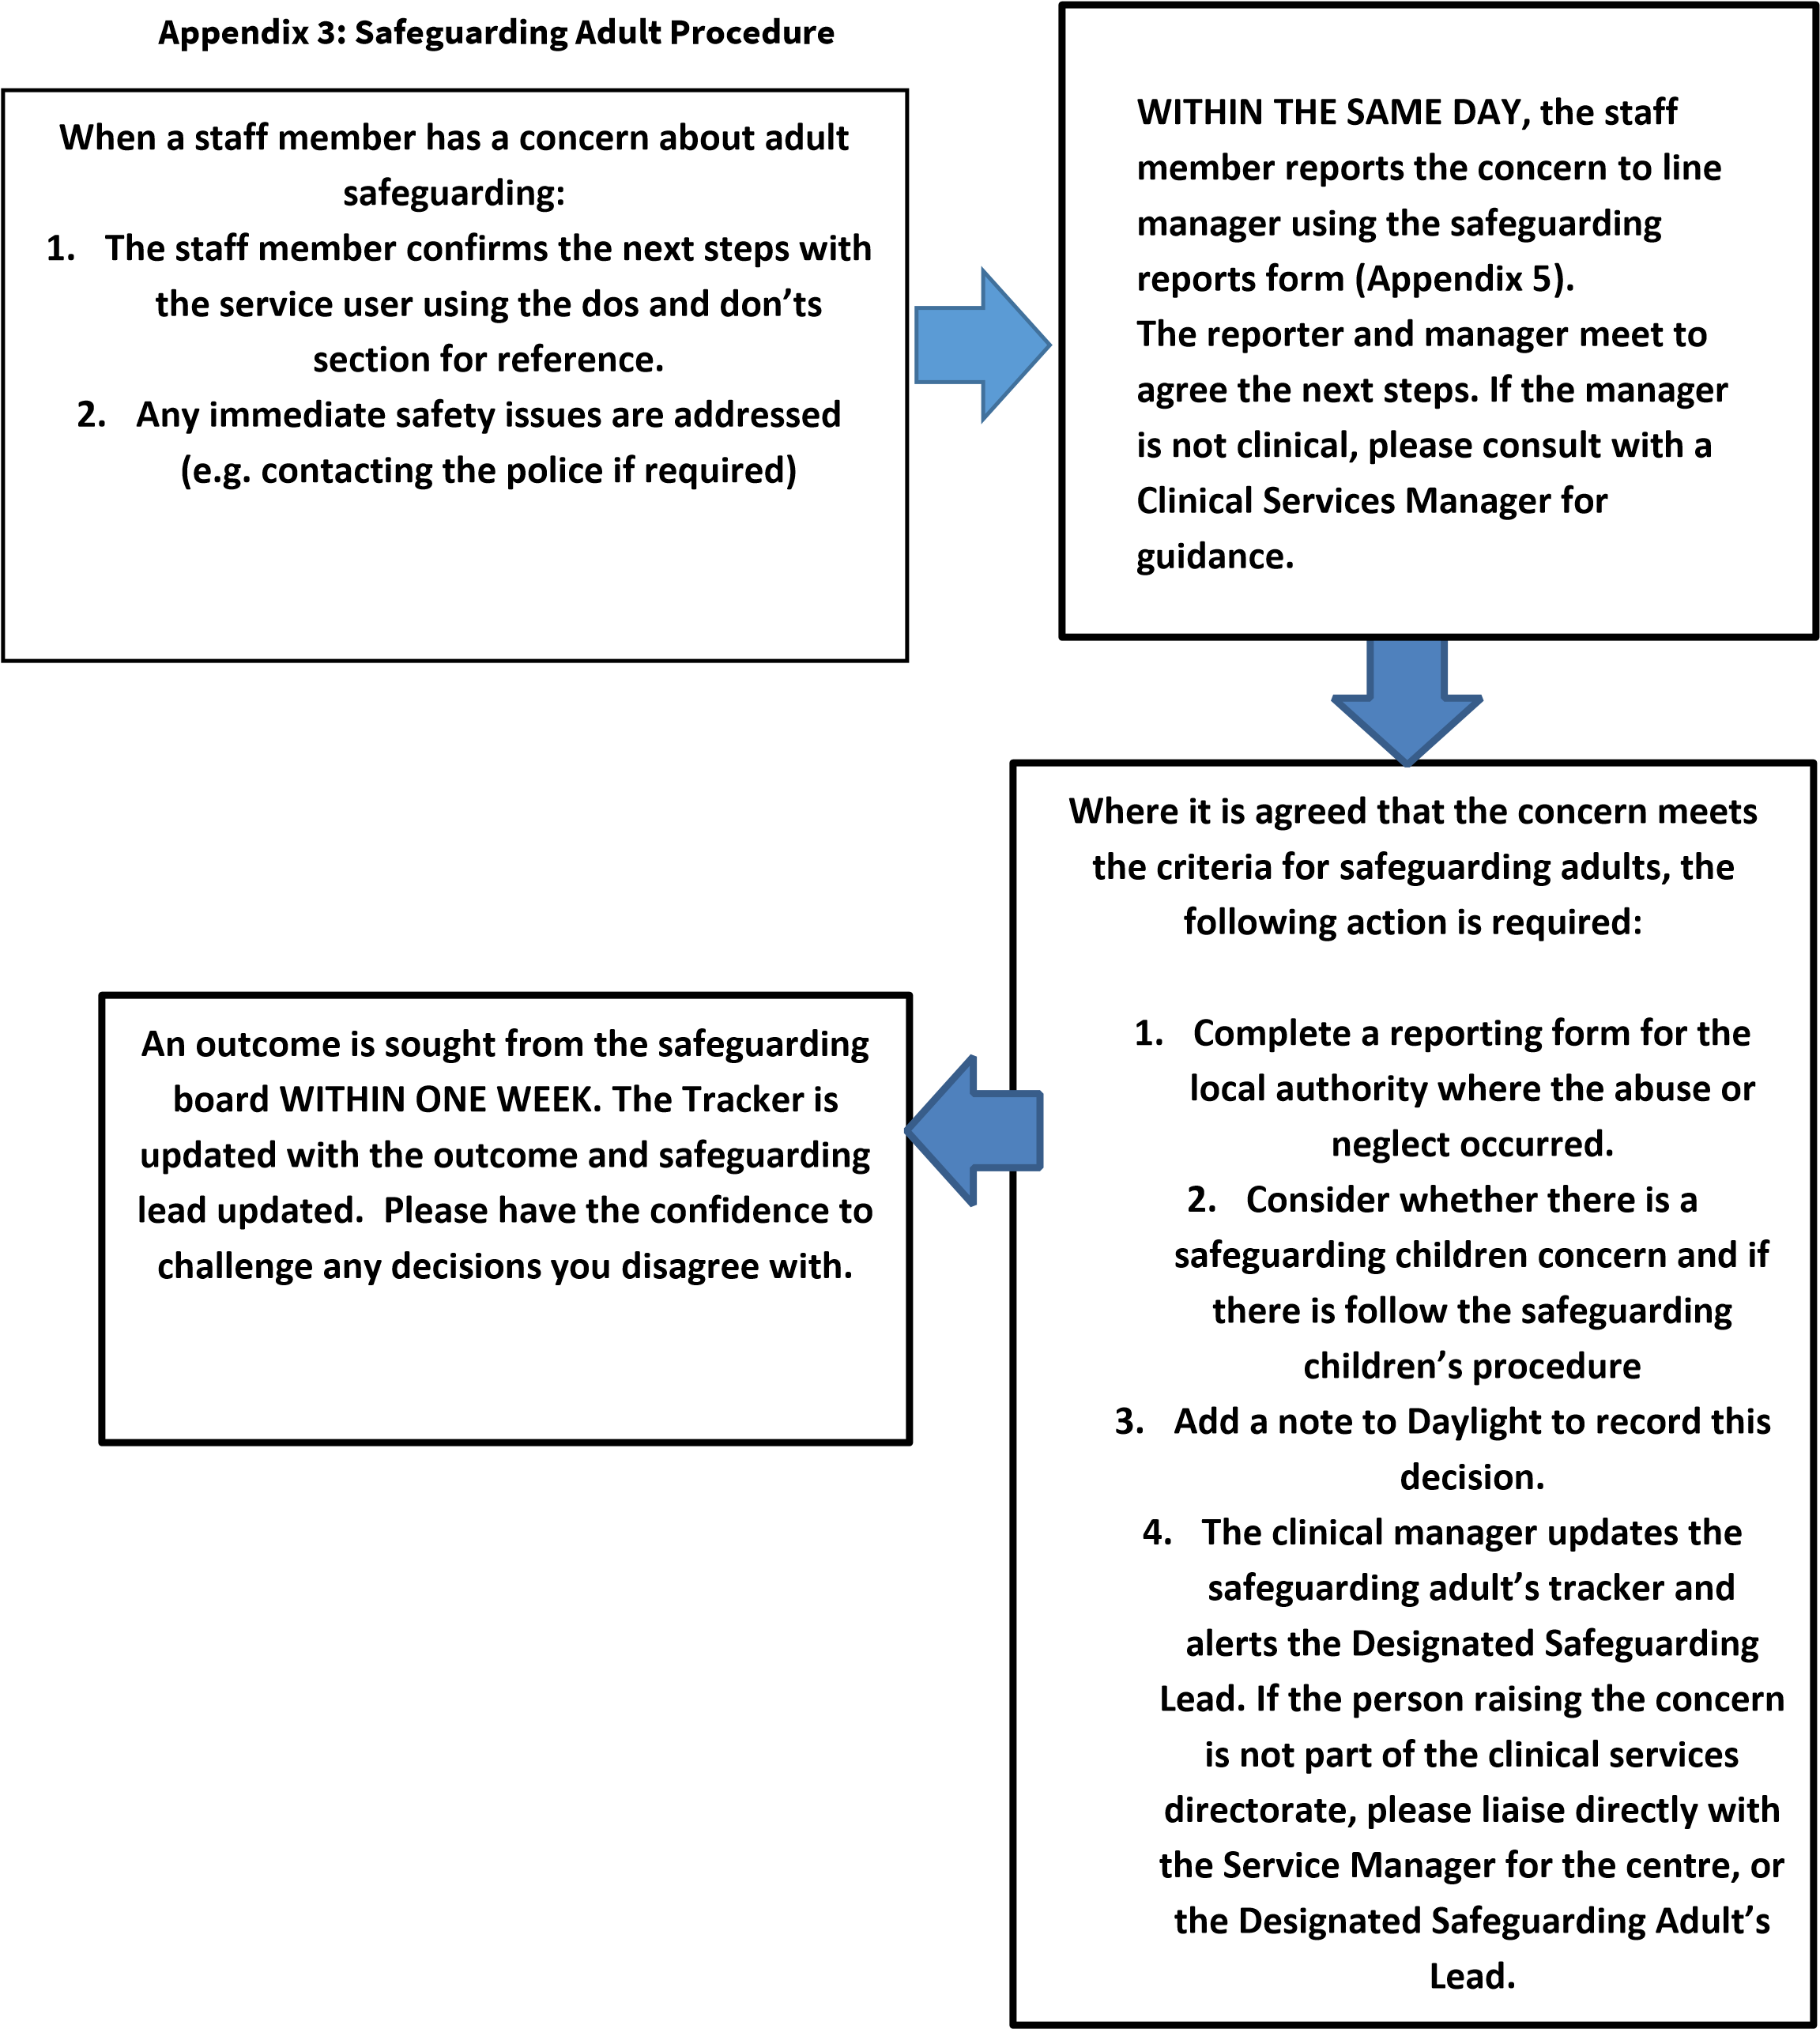 Appendix 3: Safeguarding Adult Procedure
When a staff member has a concern about adult
safeguarding:
1. The staff member confirms the next steps with
the service user using the dos and don’ts
section for reference.
2. Any immediate safety issues are addressed
(e.g. contacting the police if required)
WITHIN THE SAME DAY, the staff
member reports the concern to line
manager using the safeguarding
reports form (Appendix 5).
The reporter and manager meet to
agree the next steps. If the manager
is not clinical, please consult with a
Clinical Services Manager for
guidance.
Where it is agreed that the concern meets
the criteria for safeguarding adults, the
following action is required:
1. Complete a reporting form for the
local authority where the abuse or
neglect occurred.
2. Consider whether there is a
safeguarding children concern and if
there is follow the safeguarding
children’s procedure
3. Add a note to Daylight to record this
decision.
4. The clinical manager updates the
safeguarding adult’s tracker and
alerts the Designated Safeguarding
Lead. If the person raising the concern
is not part of the clinical services
directorate, please liaise directly with
the Service Manager for the centre, or
the Designated Safeguarding Adult’s
Lead.
An outcome is sought from the safeguarding
board WITHIN ONE WEEK. The Tracker is
updated with the outcome and safeguarding
lead updated.  Please have the confidence to
challenge any decisions you disagree with.